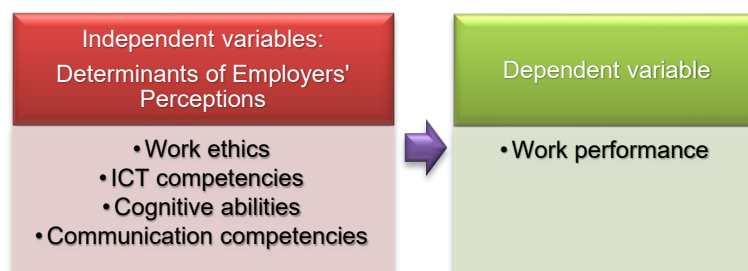 Independent variables:
Determinants of Employers'
Perceptions
• Work ethics
• ICT competencies
• Cognitive abilities
• Communication competencies
Dependent variable
• Work performance